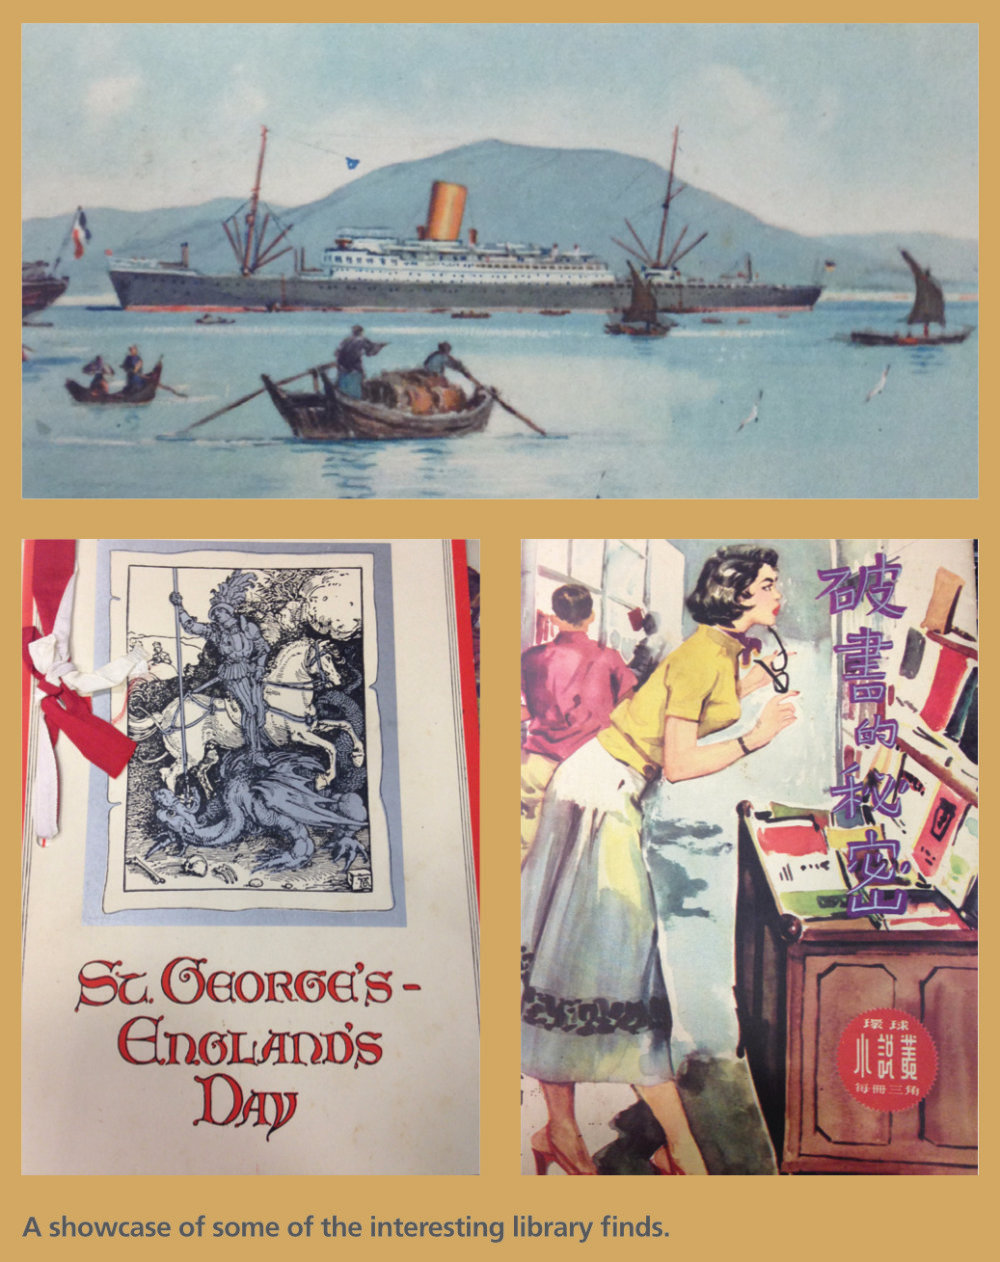 ST. GEORGE'S-
ENGLAND'S
DAY
破書的秘密
環球
小説叢
每冊三角
A showcase of some of the interesting library finds.